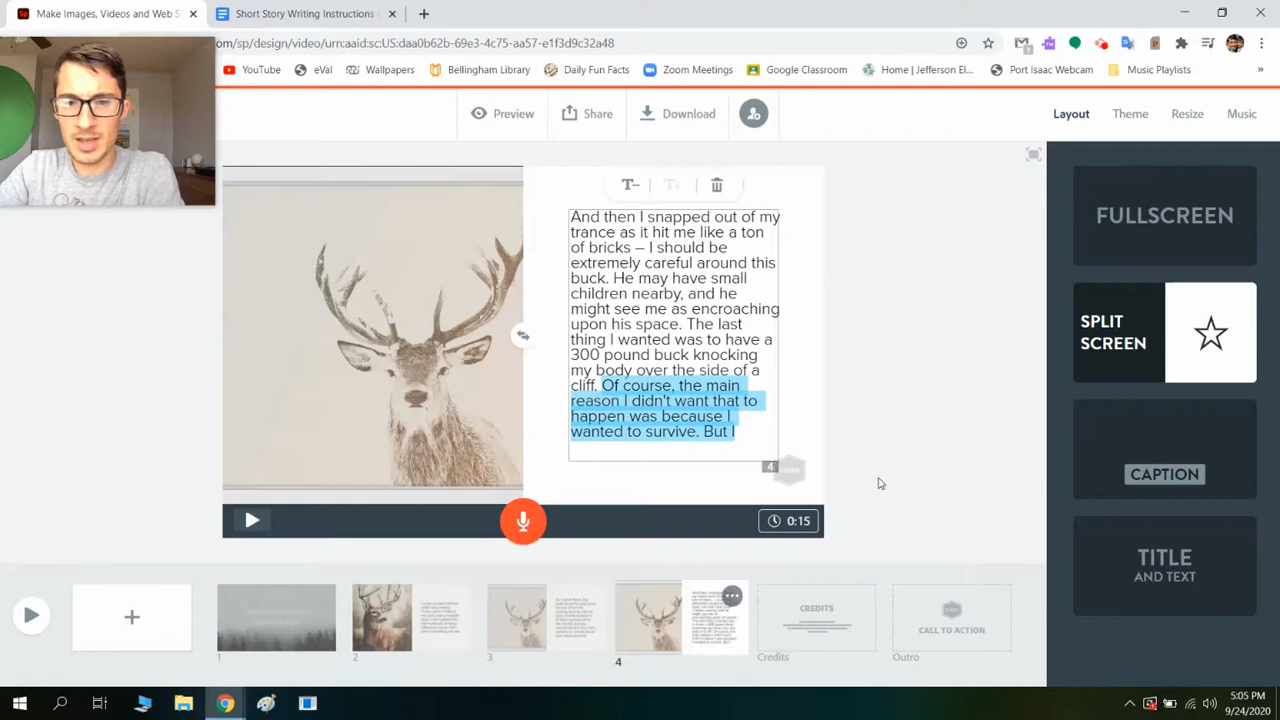 Make Images, Videos and Web S
Short Story Writing Instructions (
com/sp/design/video/urn:aaid:sc:US:daa0b62b-69e3-4c75-aa57-e1f3d9c32a48
YouTube
eVal
Wallpapers
Bellingham Library
Daily Fun Facts
Zoom Meetings
Google Classroom
Home | Jefferson El...
Port Isaac Webcam
Music Playlists
Preview
Share
Download
Layout
Theme
Resize
Music
And then I snapped out of my
trance as it hit me like a ton
of bricks – I should be
extremely careful around this
buck. He may have small
children nearby, and he
might see me as encroaching
upon his space. The last
thing I wanted was to have a
300 pound buck knocking
my body over the side of a
cliff. Of course, the main
reason I didn't want that to
happen was because I
wanted to survive. But I
4
LOGO
0:15
FULLSCREEN
SPLIT
SCREEN
CAPTION
TITLE
AND TEXT
1
2
3
4
CREDITS
Credits
CALL TO ACTION
Outro
5:05 PM
9/24/2020